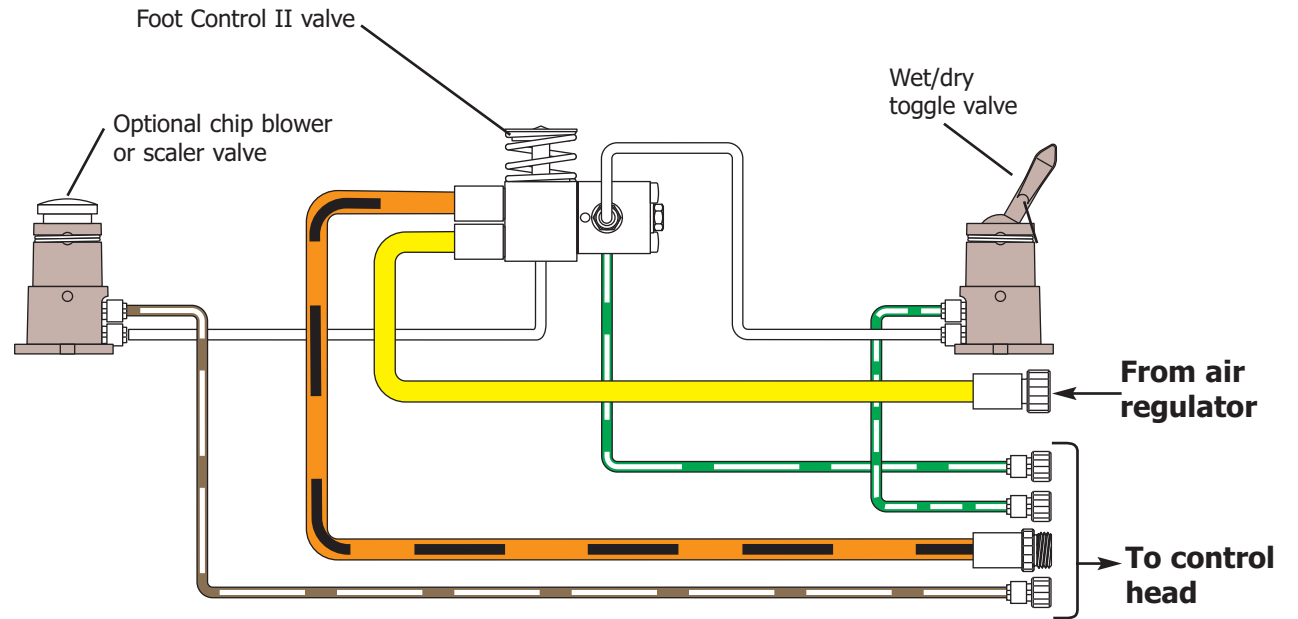 Foot Control II valve
Wet/dry
toggle valve
Optional chip blower
or scaler valve
From air
regulator
To control
head